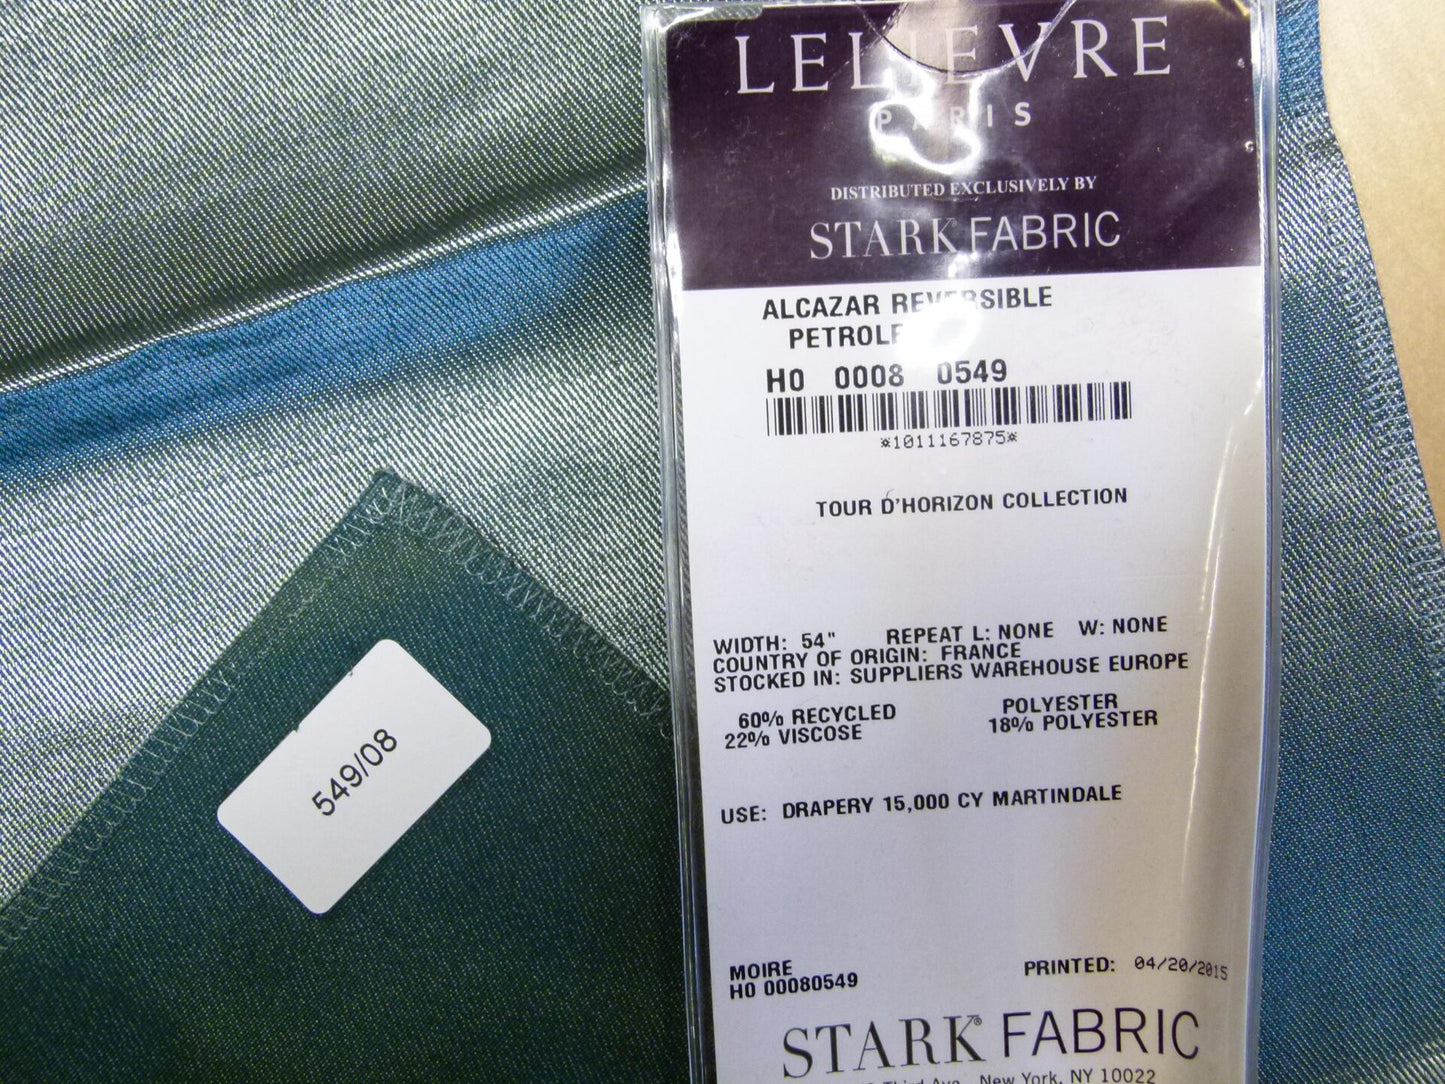 LELIEVRE
PARIS
DISTRIBUTED EXCLUSIVELY BY
STARK FABRIC
ALCAZAR REVERSIBLE
PETROLE
H0 0008 0549
*1011167875*
TOUR D'HORIZON COLLECTION
WIDTH: 54" REPEAT L: NONE W: NONE
COUNTRY OF ORIGIN: FRANCE
STOCKED IN: SUPPLIERS WAREHOUSE EUROPE
60% RECYCLED POLYESTER
22% VISCOSE 18% POLYESTER
USE: DRAPERY 15,000 CY MARTINDALE
MOIRE PRINTED: 04/20/2015
H0 00080549
STARK® FABRIC
Third Ave., New York, NY 10022
549/08